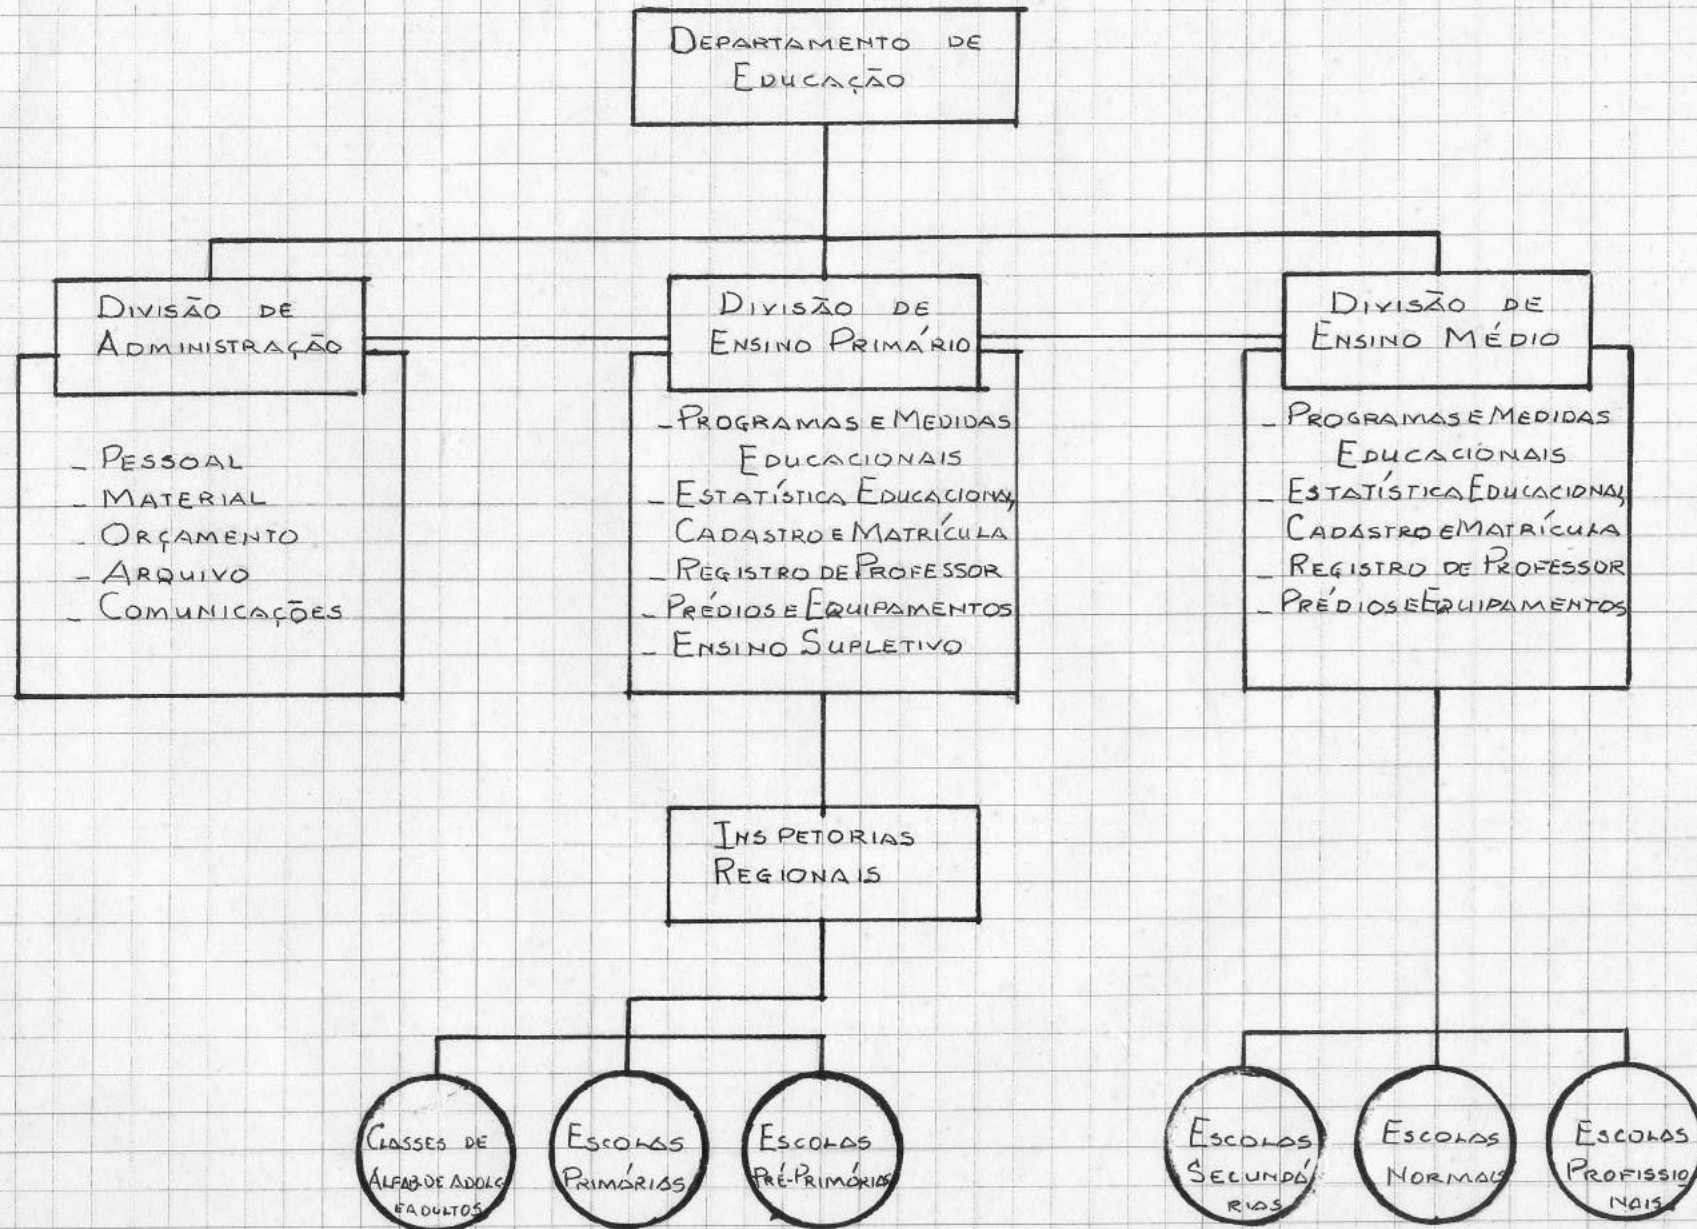 DEPARTAMENTO DE
EDUCAÇÃO
DIVISÃO DE
ADMINISTRAÇÃO
- PESSOAL
- MATERIAL
- ORÇAMENTO
- ARQUIVO
- COMUNICAÇÕES
DIVISÃO DE
ENSINO PRIMÁRIO
- PROGRAMAS E MEDIDAS
EDUCACIONAIS
- ESTATÍSTICA EDUCACIONAL,
CADASTRO E MATRÍCULA
- REGISTRO DE PROFESSOR
- PRÉDIOS E EQUIPAMENTOS
- ENSINO SUPLETIVO
DIVISÃO DE
ENSINO MÉDIO
- PROGRAMAS E MEDIDAS
EDUCACIONAIS
- ESTATÍSTICA EDUCACIONAL,
CADASTRO E MATRÍCULA
- REGISTRO DE PROFESSOR
- PRÉDIOS E EQUIPAMENTOS
INSPETORIAS
REGIONAIS
CLASSES DE
ALFAB. DE ADOLC
E ADULTOS
ESCOLAS
PRIMÁRIAS
ESCOLAS
PRÉ-PRIMÁRIAS
ESCOLAS
SECUNDÁ
RIAS
ESCOLAS
NORMAIS
ESCOLAS
PROFISSIO
NAIS